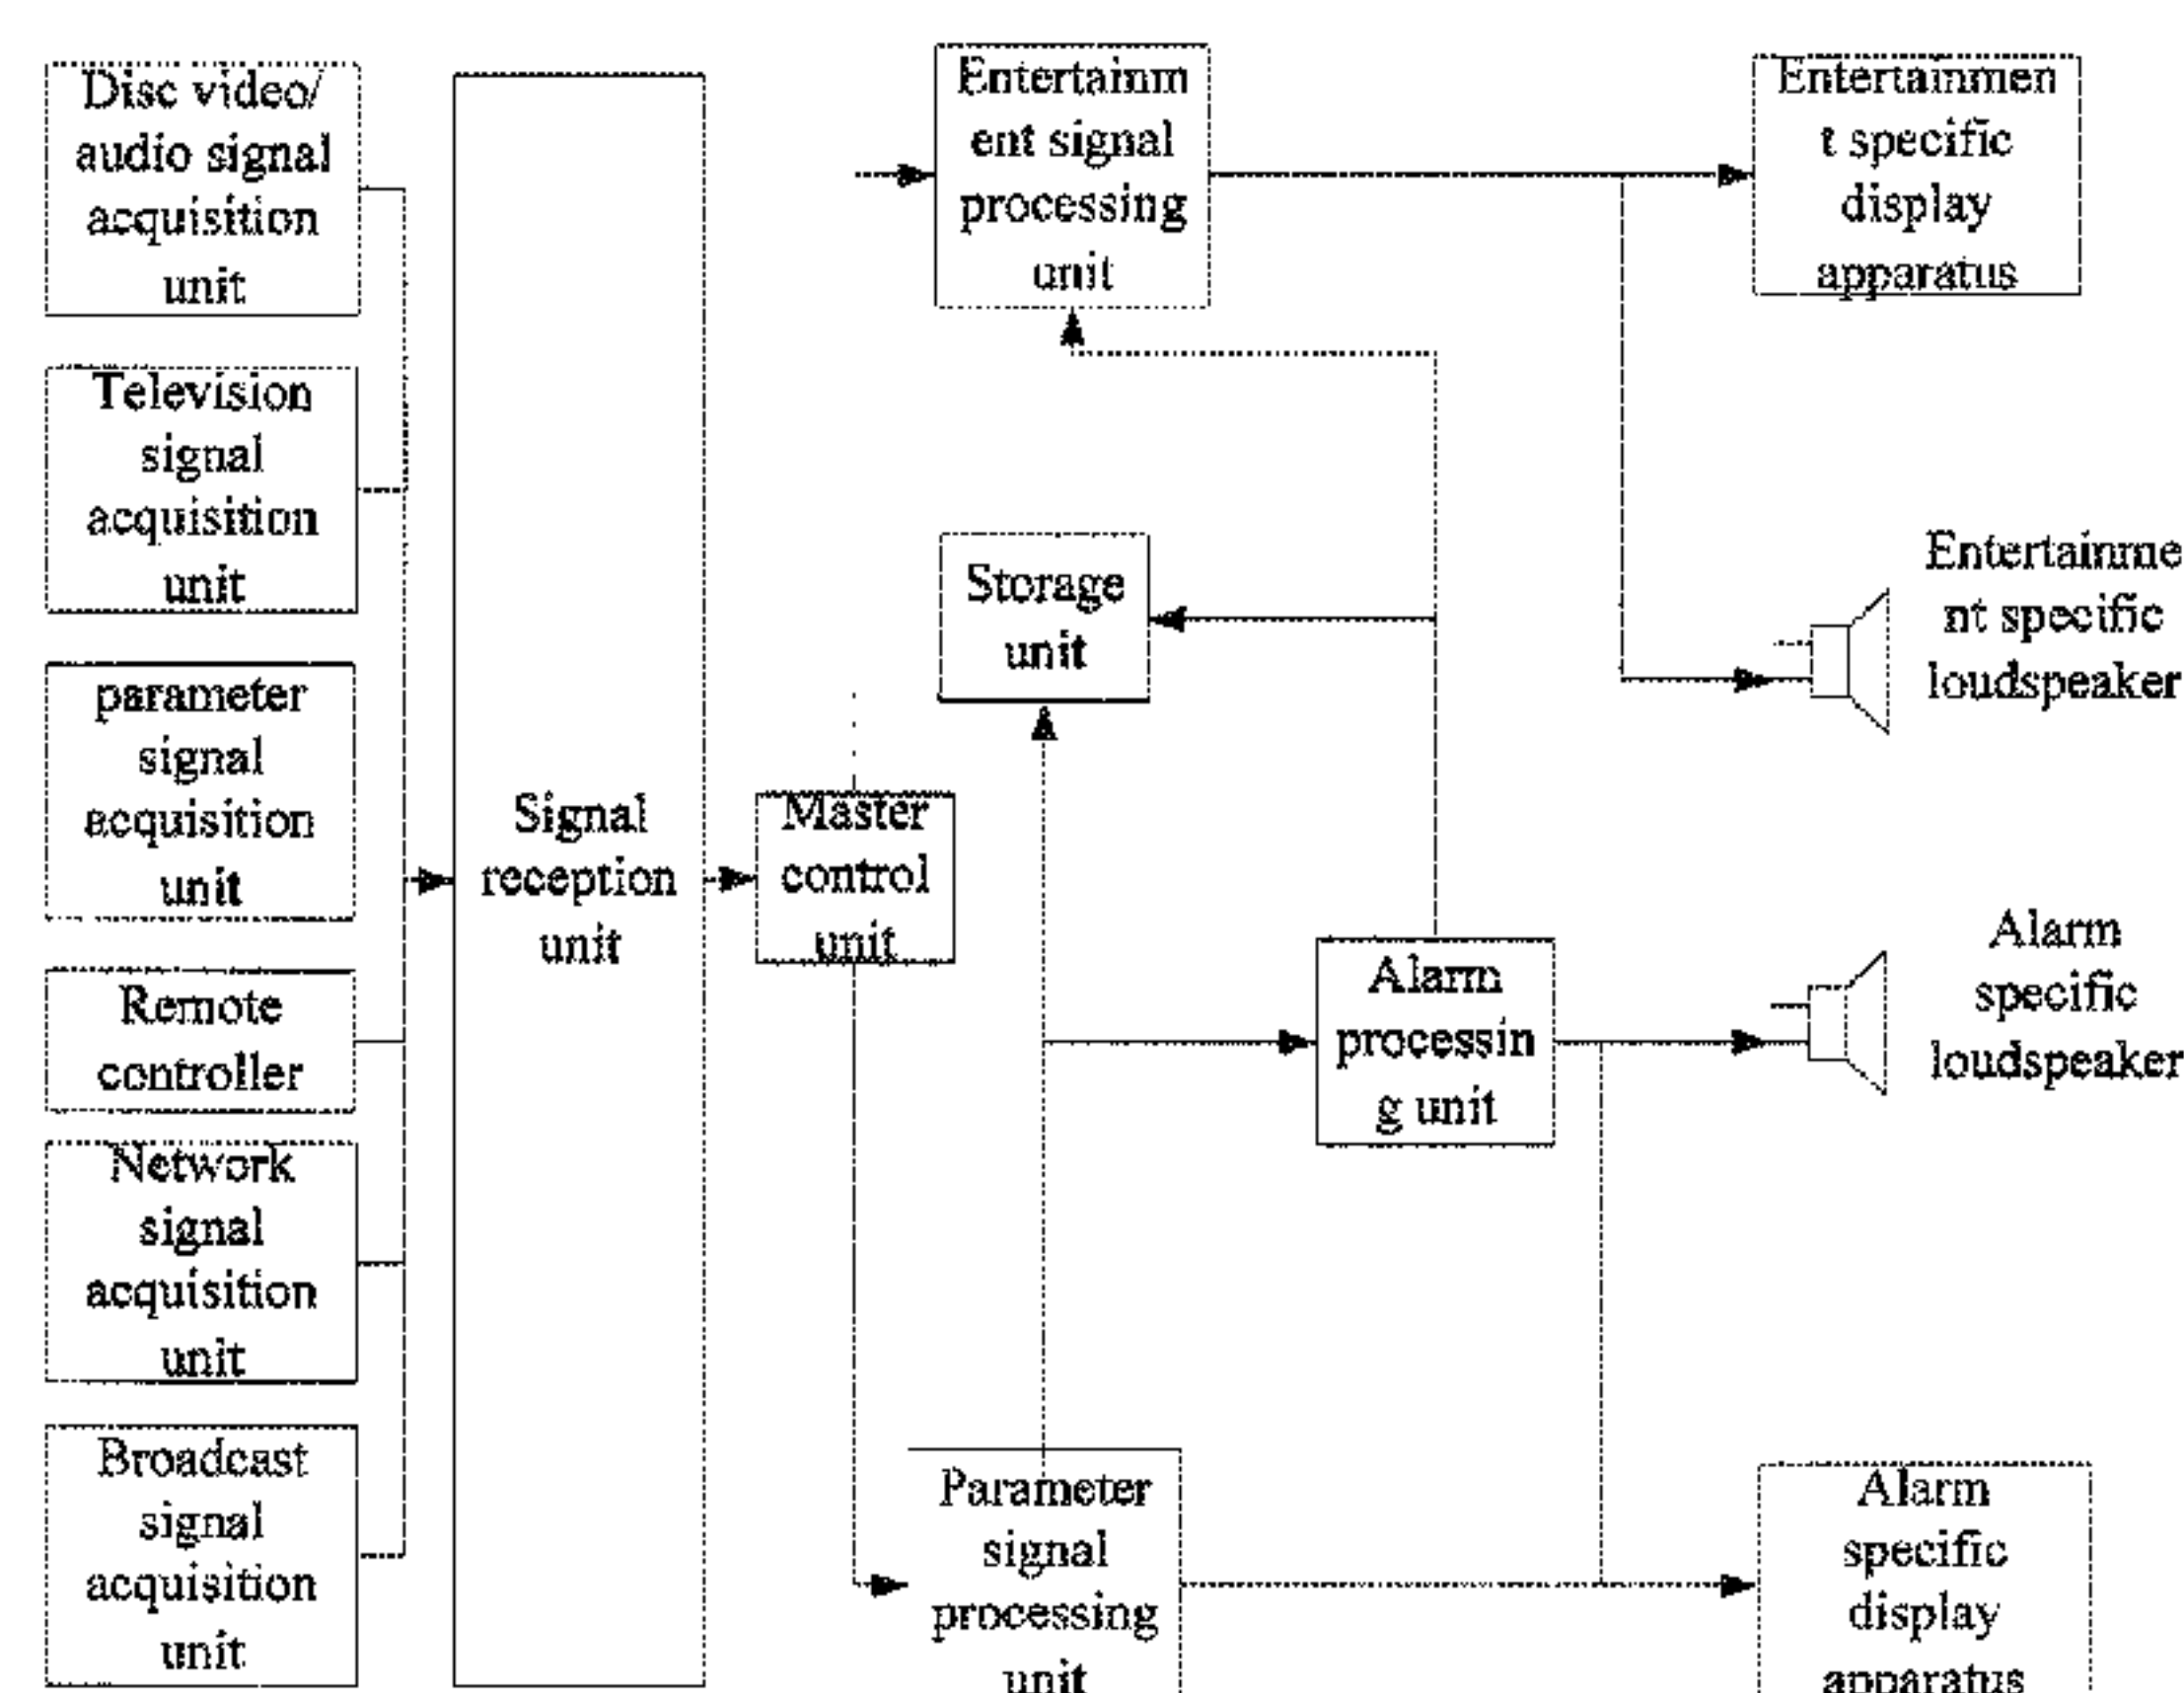 Disc video/
audio signal
acquisition
unit
Television
signal
acquisition
unit
parameter
signal
acquisition
unit
Remote
controller
Network
signal
acquisition
unit
Broadcast
signal
acquisition
unit
Signal
reception
unit
Master
control
unit
Entertainm
ent signal
processing
unit
Storage
unit
Alarm
processin
g unit
Parameter
signal
processing
unit
Entertainmen
t specific
display
apparatus
Entertainme
nt specific
loudspeaker
Alarm
specific
loudspeaker
Alarm
specific
display
apparatus